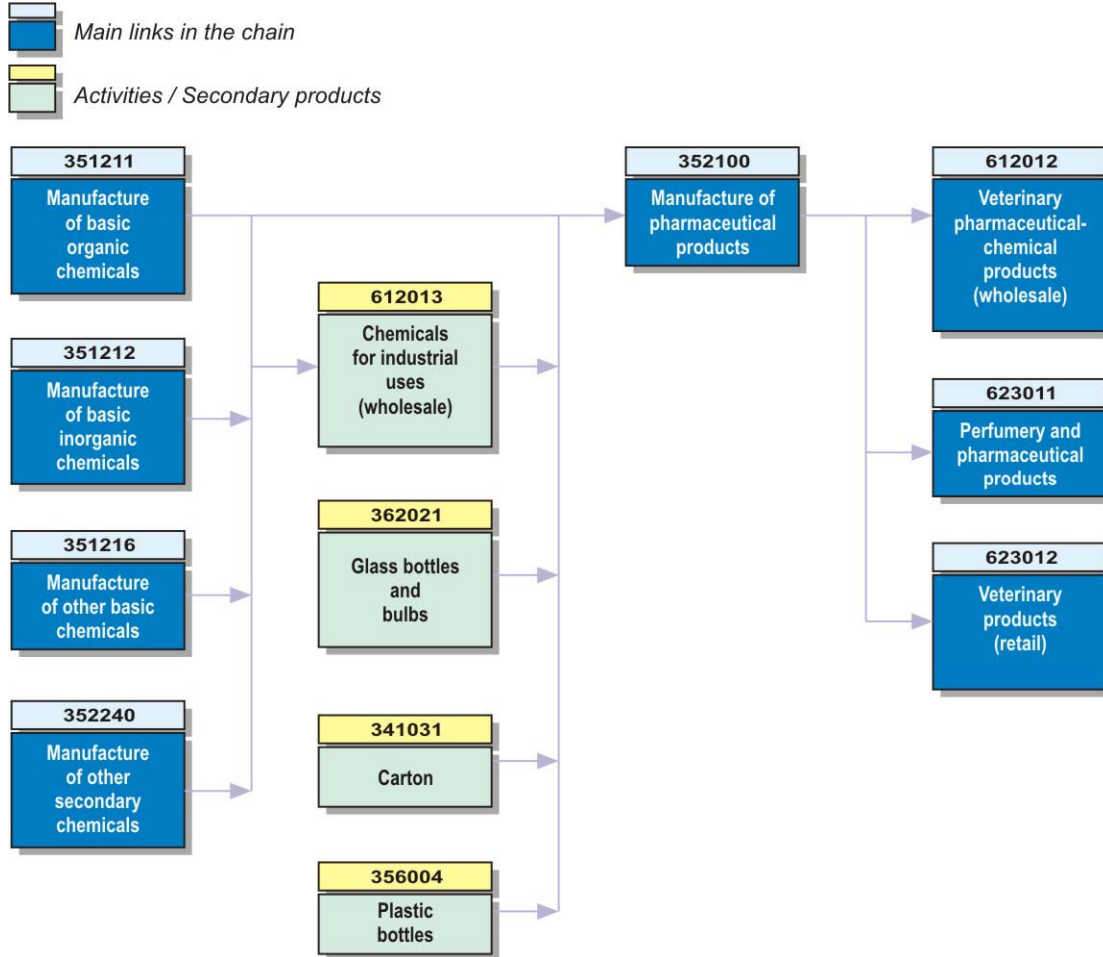 Main links in the chain
Activities / Secondary products
351211
Manufacture
of basic
organic
chemicals
351212
Manufacture
of basic
inorganic
chemicals
351216
Manufacture
of other basic
chemicals
352240
Manufacture
of other
secondary
chemicals
612013
Chemicals
for industrial
uses
(wholesale)
362021
Glass bottles
and
bulbs
341031
Carton
356004
Plastic
bottles
352100
Manufacture of
pharmaceutical
products
612012
Veterinary
pharmaceutical-
chemical
products
(wholesale)
623011
Perfumery and
pharmaceutical
products
623012
Veterinary
products
(retail)